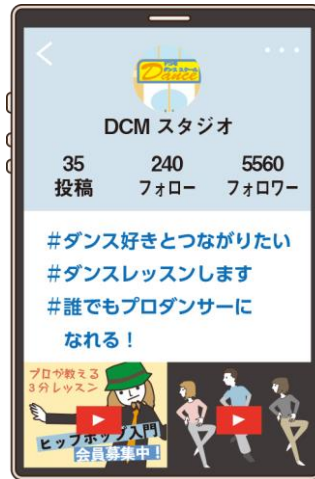 Dance
DCM スタジオ
35 240 5560
投稿 フォロー フォロワー
#ダンス好きとつながりたい
#ダンスレッスンします
#誰でもプロダンサーに
なれる！
プロが教える
3分レッスン
ヒップホップ入門
会員募集中！